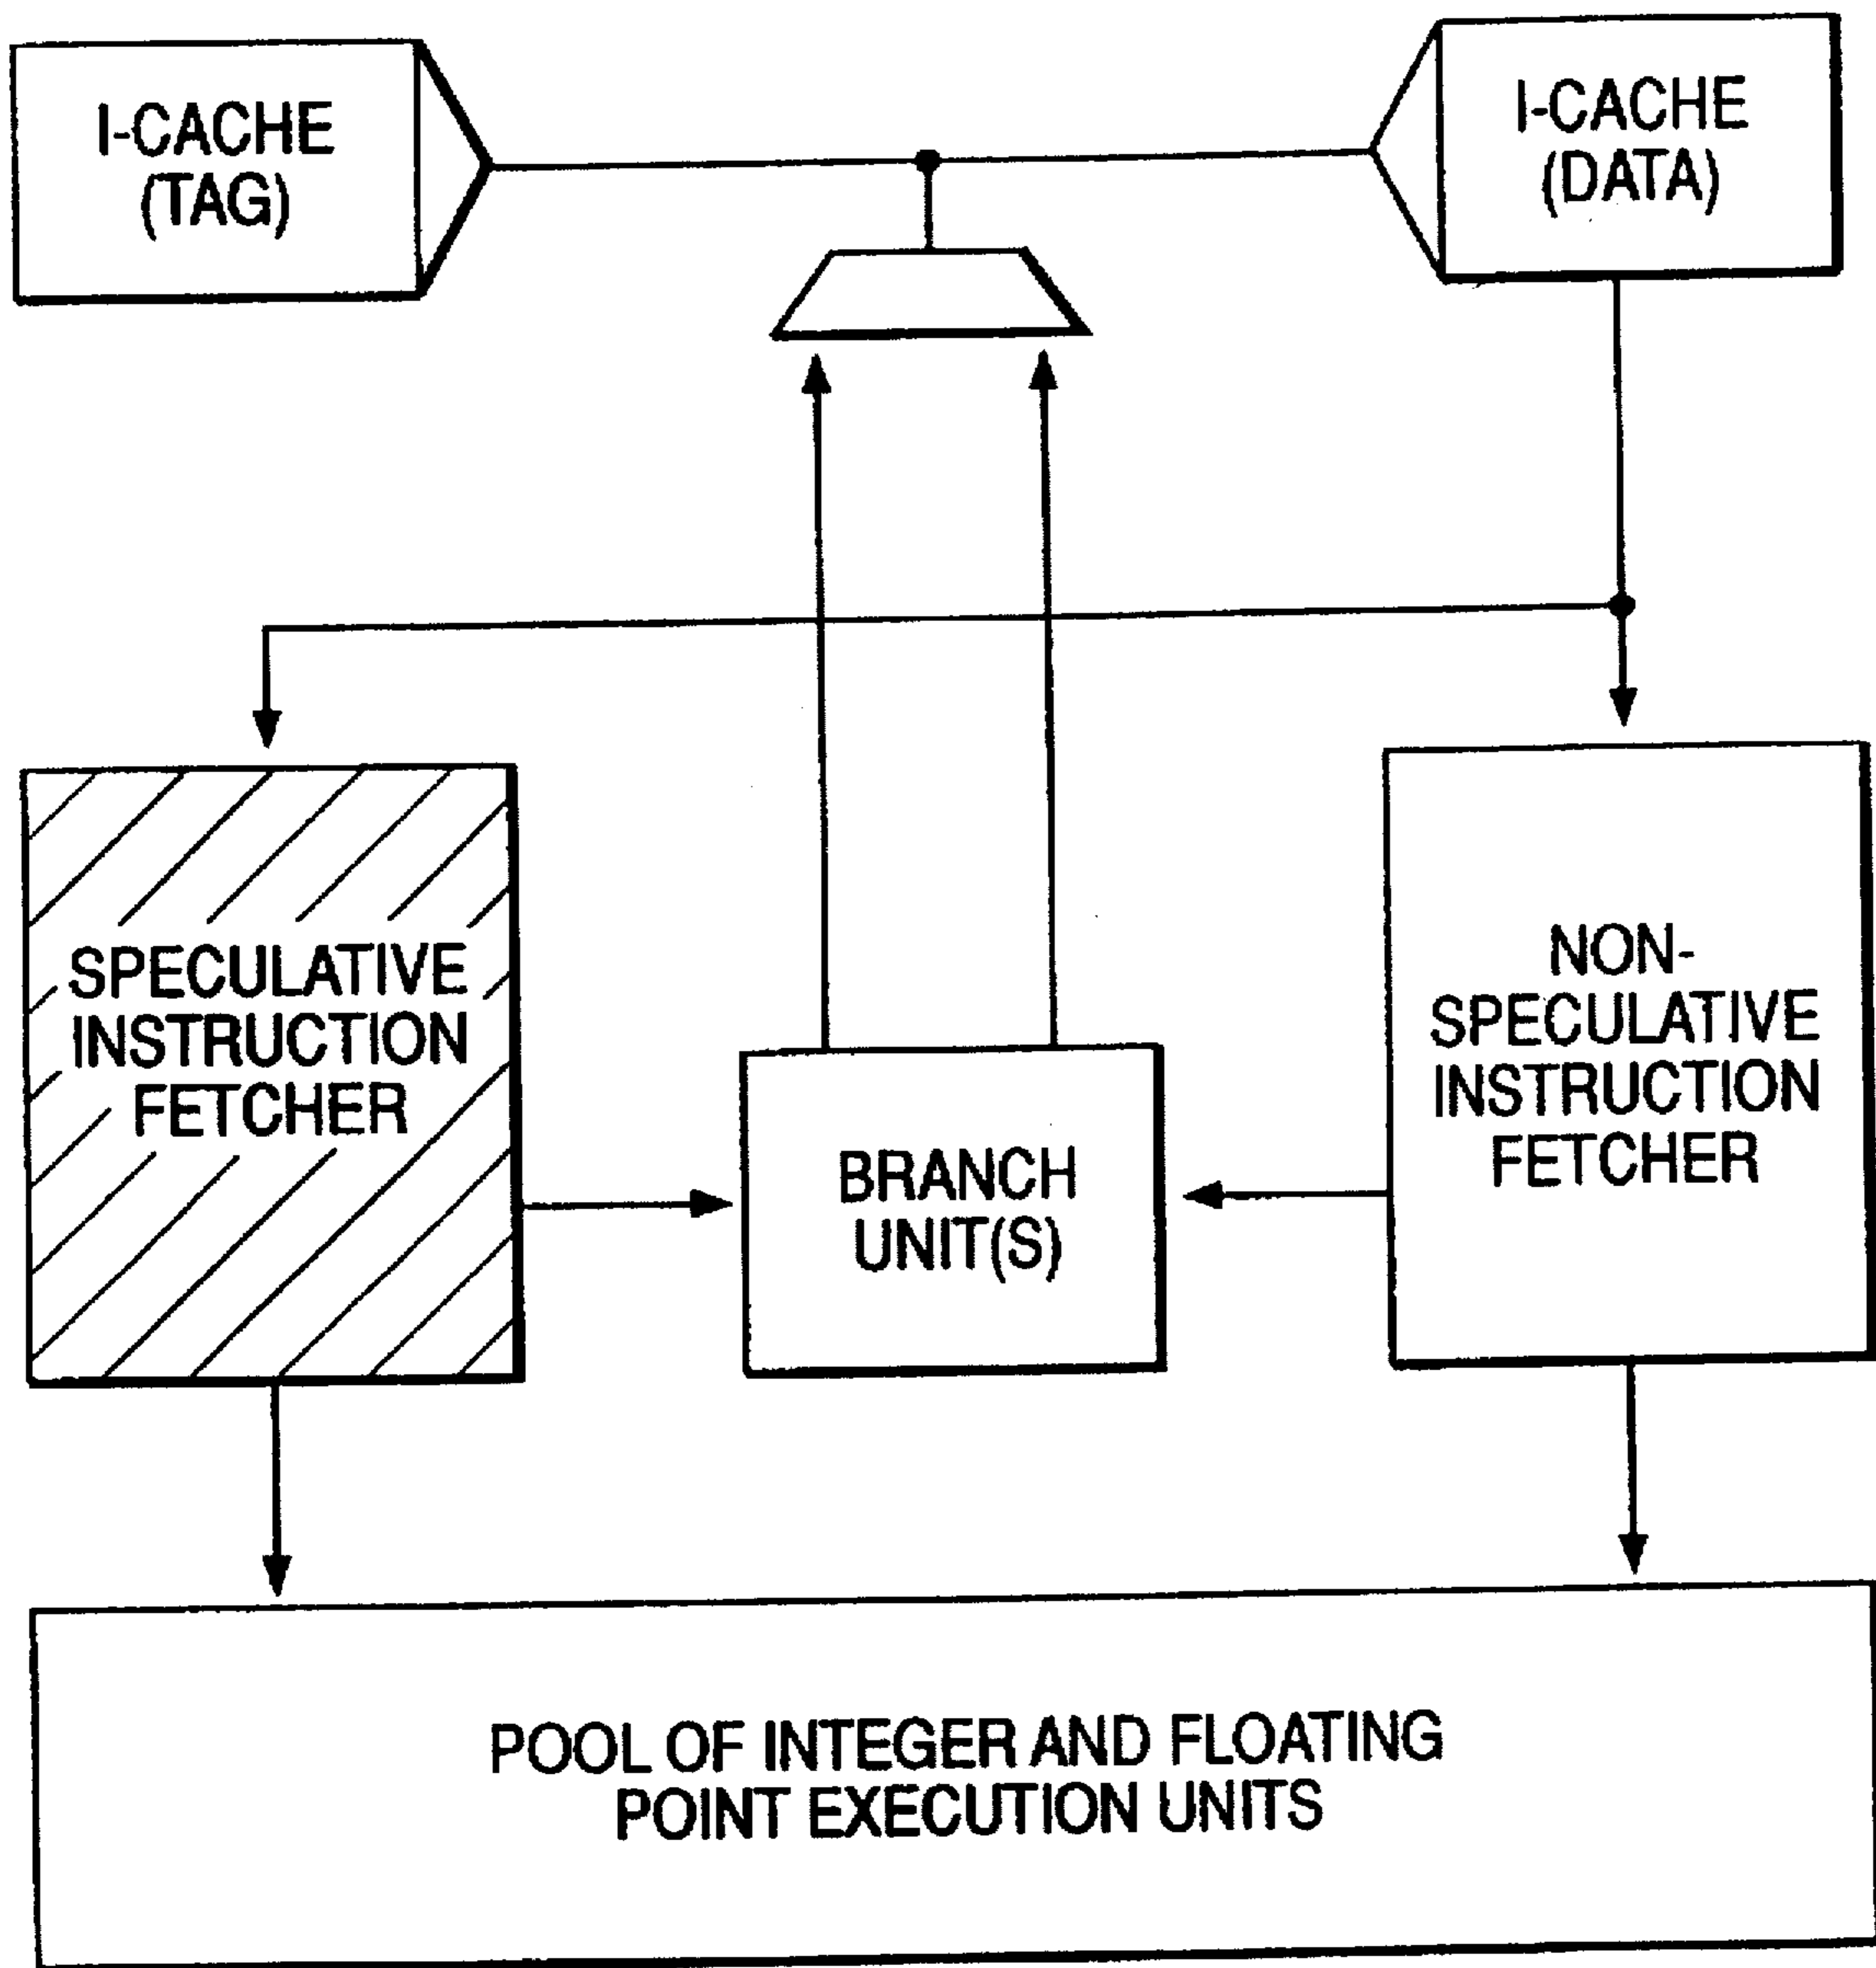 I-CACHE
(TAG)
I-CACHE
(DATA)
SPECULATIVE
INSTRUCTION
FETCHER
BRANCH
UNIT(S)
NON-
SPECULATIVE
INSTRUCTION
FETCHER
POOL OF INTEGER AND FLOATING
POINT EXECUTION UNITS